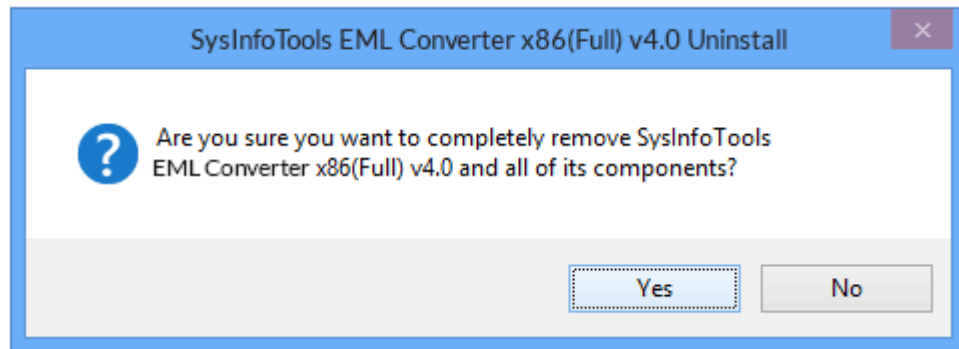 SysInfoTools EML Converter x86(Full) v4.0 Uninstall
Are you sure you want to completely remove SysInfoTools
EML Converter x86(Full) v4.0 and all of its components?
Yes
No